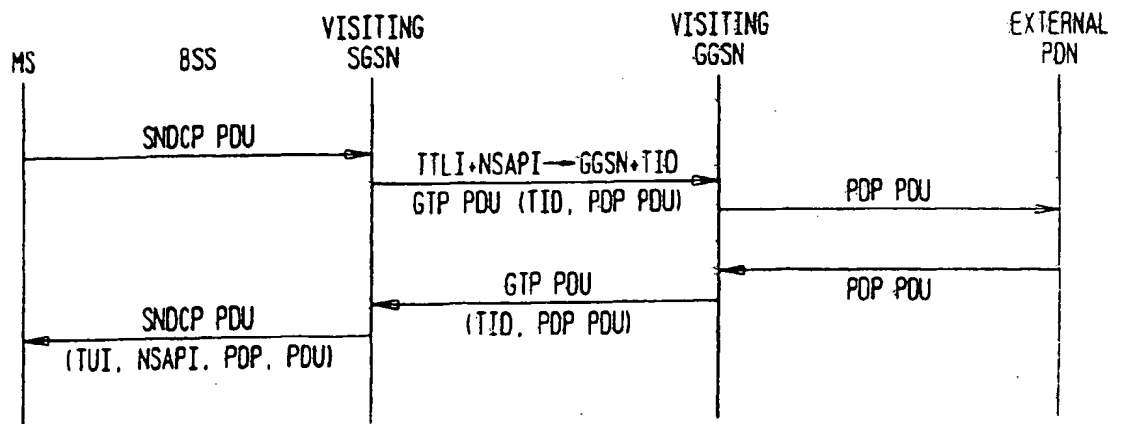 MS
BSS
VISITING
SGSN
VISITING
GGSN
EXTERNAL
PDN
SNDCP PDU
TTLI+NSAPI→GGSN+TID
GTP PDU (TID, PDP PDU)
PDP PDU
PDP PDU
GTP PDU
(TID, PDP PDU)
SNDCP PDU
(TUI, NSAPI, PDP, PDU)